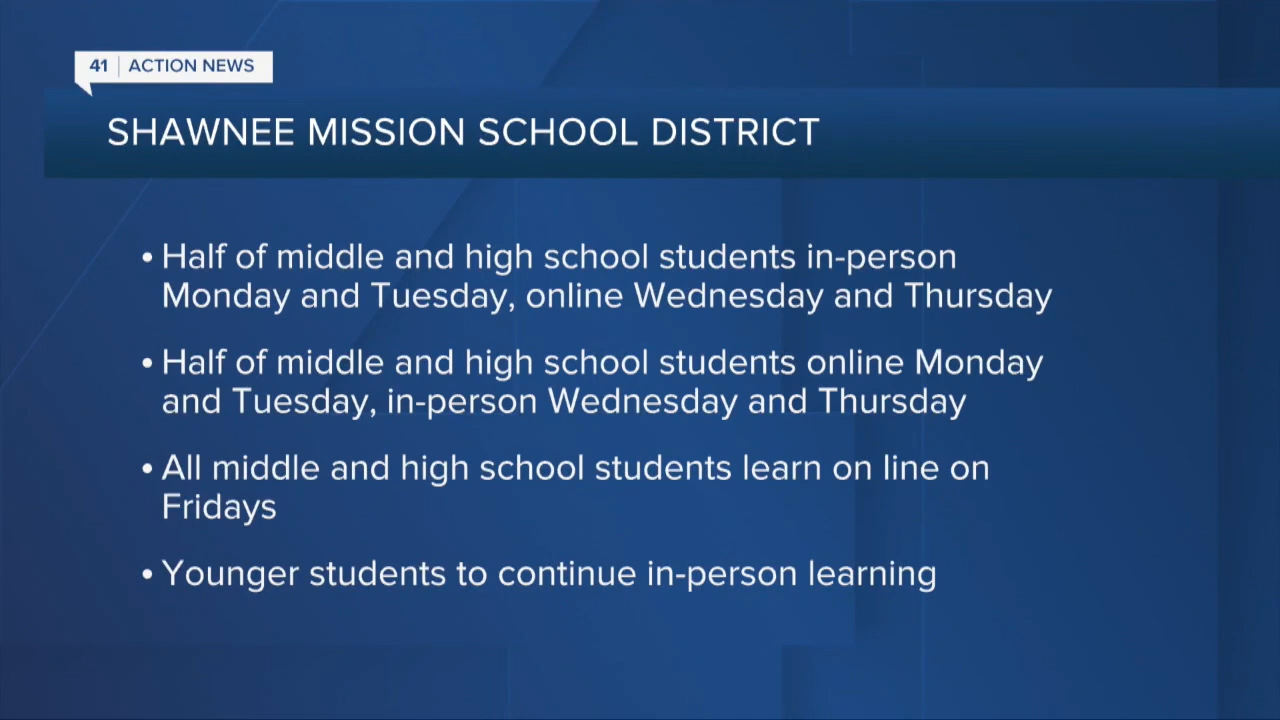 41 | ACTION NEWS
SHAWNEE MISSION SCHOOL DISTRICT
• Half of middle and high school students in-person
Monday and Tuesday, online Wednesday and Thursday
• Half of middle and high school students online Monday
and Tuesday, in-person Wednesday and Thursday
• All middle and high school students learn on line on
Fridays
• Younger students to continue in-person learning